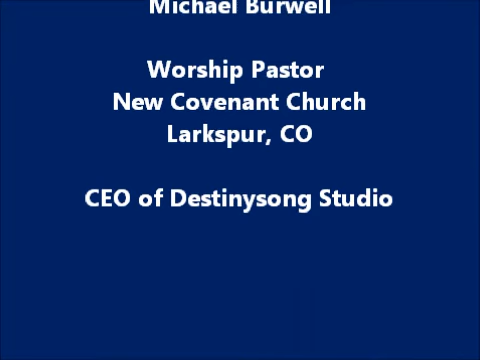 Michael Burwell
Worship Pastor
New Covenant Church
Larkspur, CO
CEO of Destinysong Studio